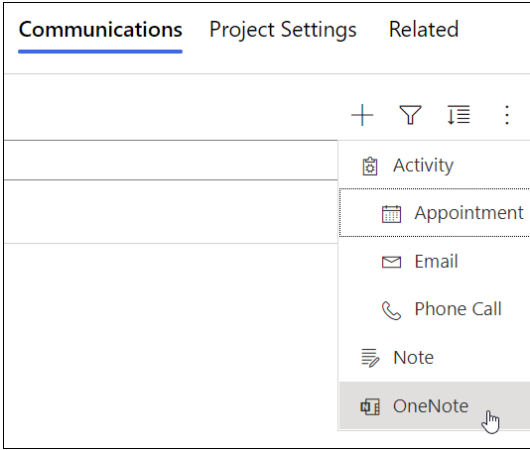 Communications Project Settings Related
Activity
Appointment
Email
Phone Call
Note
OneNote